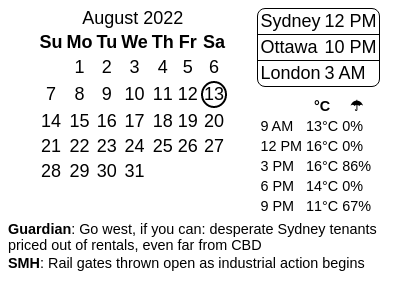 August 2022
Su Mo Tu We Th Fr Sa
1 2 3 4 5 6
7 8 9 10 11 12 13
14 15 16 17 18 19 20
21 22 23 24 25 26 27
28 29 30 31
Sydney 12 PM
Ottawa 10 PM
London 3 AM
°C ☂
9 AM 13°C 0%
12 PM 16°C 0%
3 PM 16°C 86%
6 PM 14°C 0%
9 PM 11°C 67%
Guardian: Go west, if you can: desperate Sydney tenants
priced out of rentals, even far from CBD
SMH: Rail gates thrown open as industrial action begins